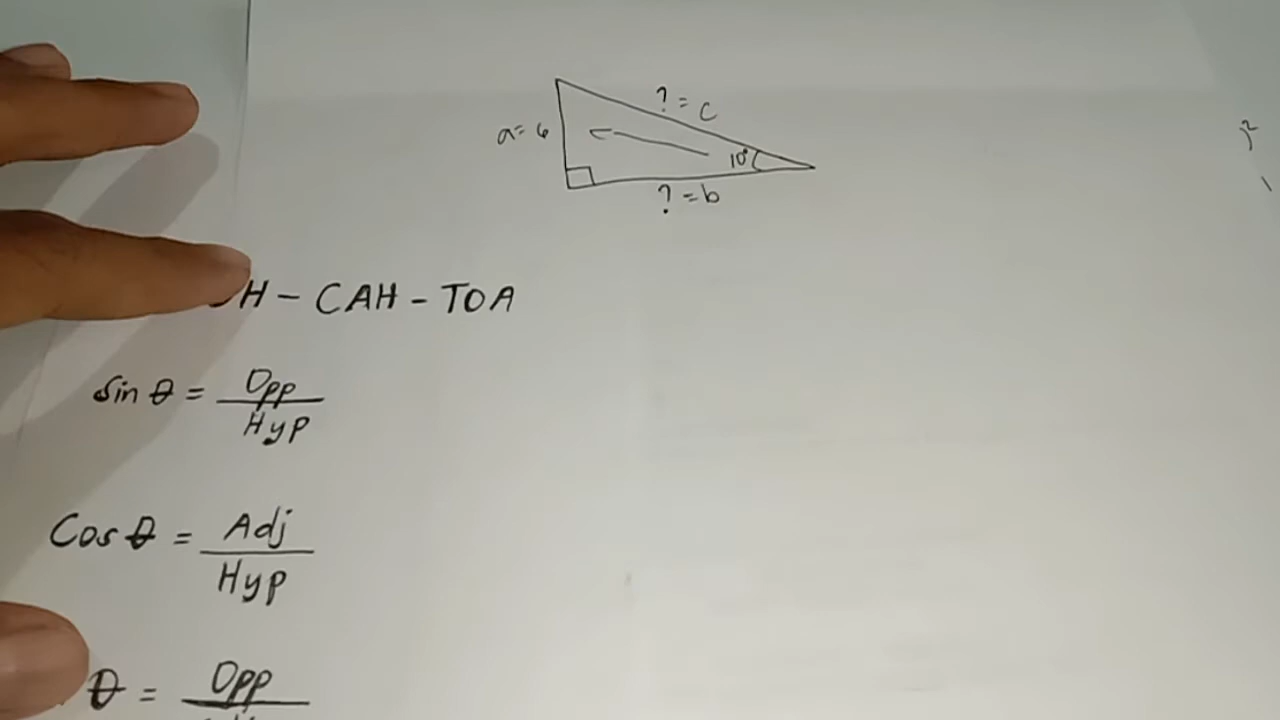 ? = c
a = 6
10°
? = b
H - CAH - TOA
Sin θ = Opp
Hyp
Cos θ = Adj
Hyp
θ = Opp